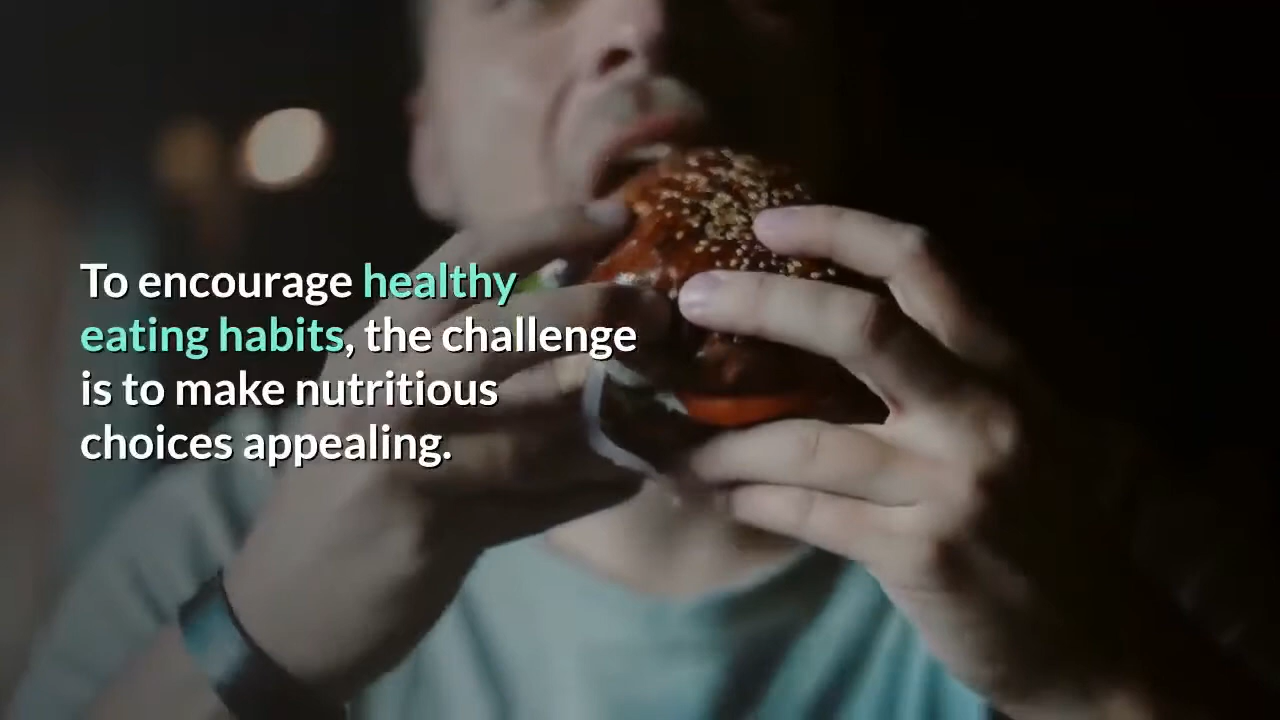 To encourage healthy
eating habits, the challenge
is to make nutritious
choices appealing.